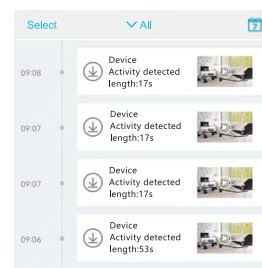 Select All 7
09:08
Device
Activity detected
length:17s
09:07
Device
Activity detected
length:17s
09:07
Device
Activity detected
length:17s
09:06
Device
Activity detected
length:53s